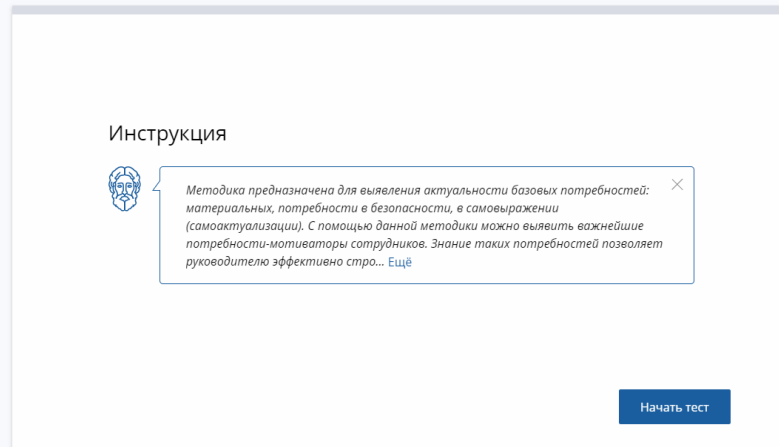 Инструкция
Методика предназначена для выявления актуальности базовых потребностей:
материальных, потребности в безопасности, в самовыражении
(самоактуализации). С помощью данной методики можно выявить важнейшие
потребности-мотиваторы сотрудников. Знание таких потребностей позволяет
руководителю эффективно стро... Ещё
Начать тест